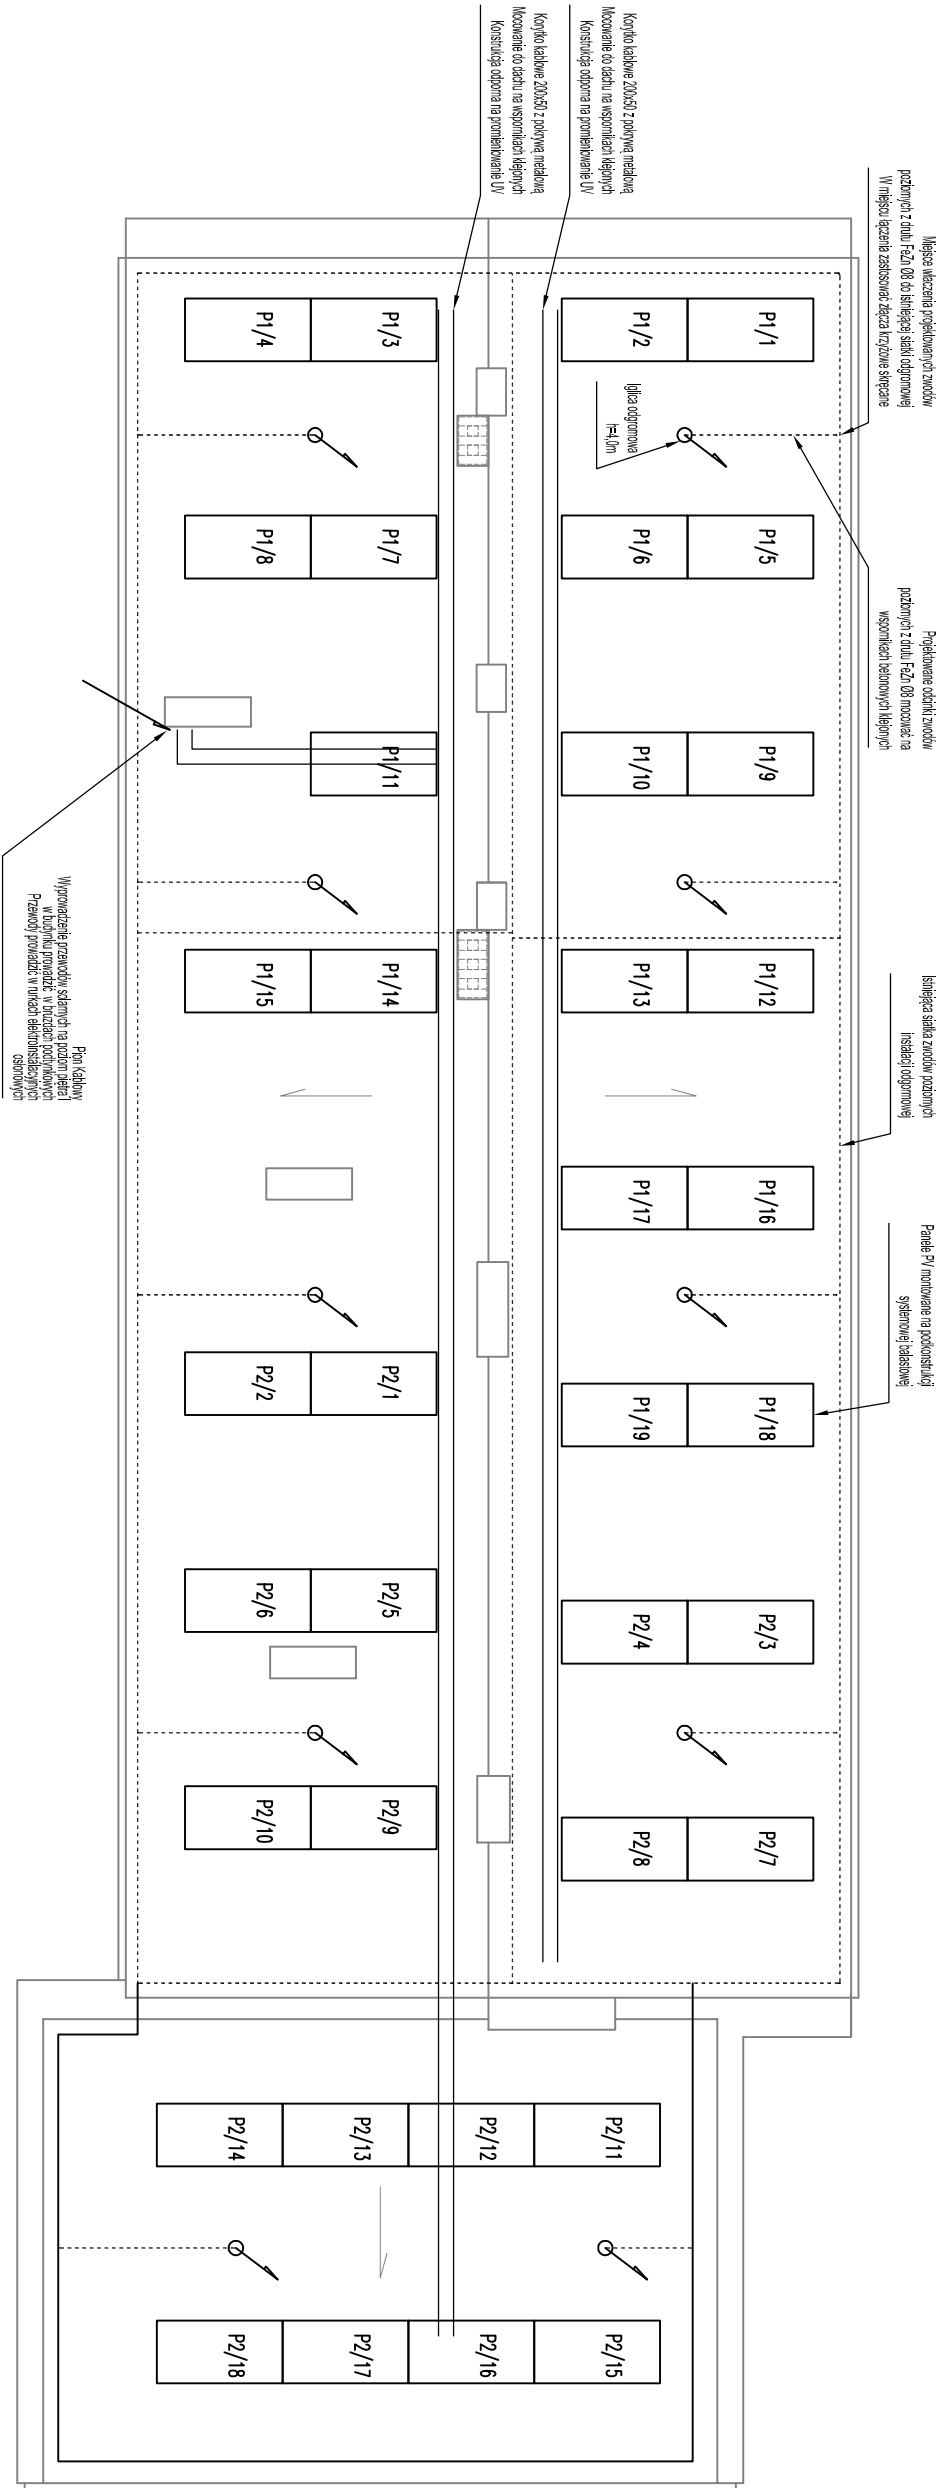 Miejsce właczenia projektowanych zwodów
poziomych z drutu FeZn Ø8 do istniejącej siatki odgromowej
W miejscu łączenia zastosować złącza krzyżowe skręcane
Projektowane odcinki zwodów
poziomych z drutu FeZn Ø8 mocować na
wspornikach betonowych klejonych
Istniejąca siatka zwodów poziomych
instalacji odgormowej
Panele PV montowane na podkonstrukcji
systemowej balastowej
Korytko kablowe 200x50 z pokrywą metalową
Mocowanie do dachu na wspornikach klejonych
Konstrukcja odporna na promieniowanie UV
Korytko kablowe 200x50 z pokrywą metalową
Mocowanie do dachu na wspornikach klejonych
Konstrukcja odporna na promieniowanie UV
Iglica odgromowa
h=4,0m
P1/1
P1/5
P1/9
P1/12
P1/16
P1/18
P2/3
P2/7
P1/2
P1/6
P1/10
P1/13
P1/17
P1/19
P2/4
P2/8
P2/11
P2/15
P2/12
P2/16
P1/3
P1/7
P1/11
P1/14
P2/1
P2/5
P2/9
P2/13
P2/17
P1/4
P1/8
P1/15
P2/2
P2/6
P2/10
P2/14
P2/18
Pion Kablowy
Wyprowadzenie przewodów solarnych na poziom piętra I
w budynku prowadzić w bruzdach podtynkowych
Przewody prowadzić w rurkach elektroinstalacyjnych
osłonowych